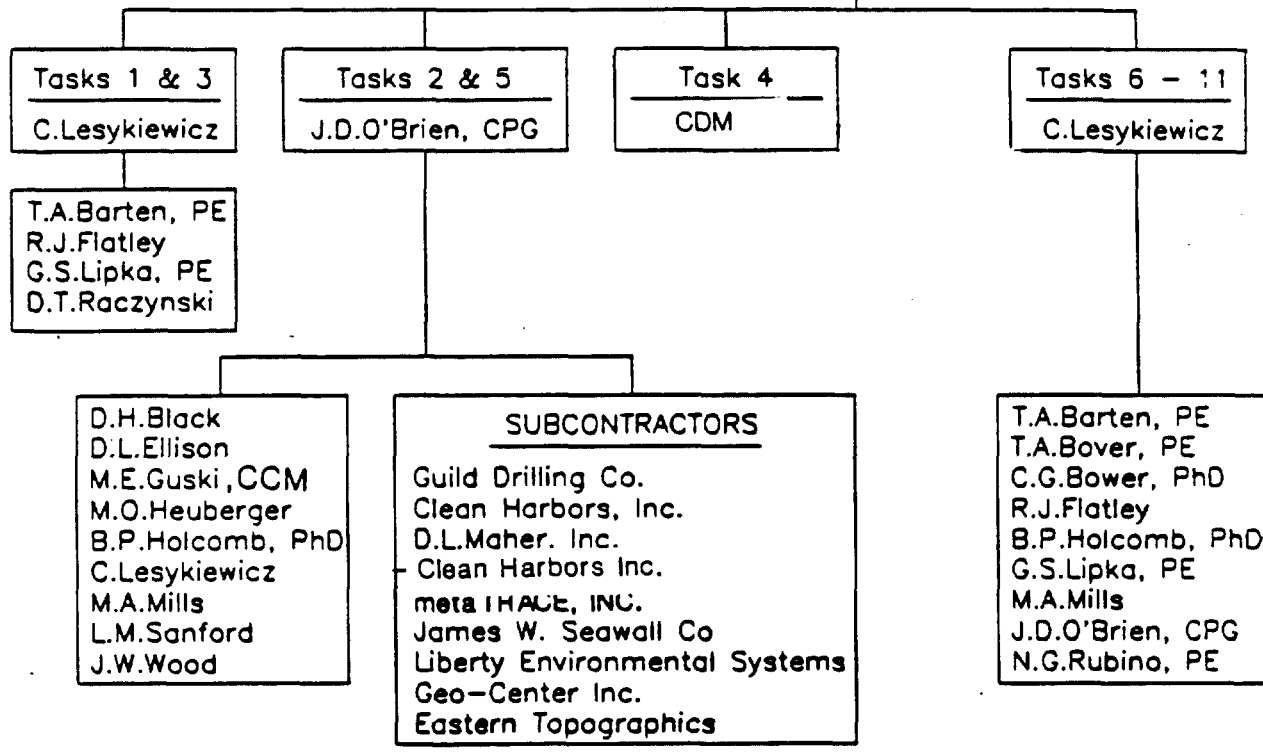 Tasks 1 & 3
C.Lesykiewicz
T.A.Barten, PE
R.J.Flatley
G.S.Lipka, PE
D.T.Raczynski
Tasks 2 & 5
J.D.O'Brien, CPG
D.H.Black
D.L.Ellison
M.E.Guski,CCM
M.O.Heuberger
B.P.Holcomb, PhD
C.Lesykiewicz
M.A.Mills
L.M.Sanford
J.W.Wood
SUBCONTRACTORS
Guild Drilling Co.
Clean Harbors, Inc.
D.L.Maher. Inc.
Clean Harbors Inc.
metaTRACE, INC.
James W. Seawall Co
Liberty Environmental Systems
Geo-Center Inc.
Eastern Topographics
Task 4
CDM
Tasks 6 - 11
C.Lesykiewicz
T.A.Barten, PE
T.A.Bover, PE
C.G.Bower, PhD
R.J.Flatley
B.P.Holcomb, PhD
G.S.Lipka, PE
M.A.Mills
J.D.O'Brien, CPG
N.G.Rubino, PE